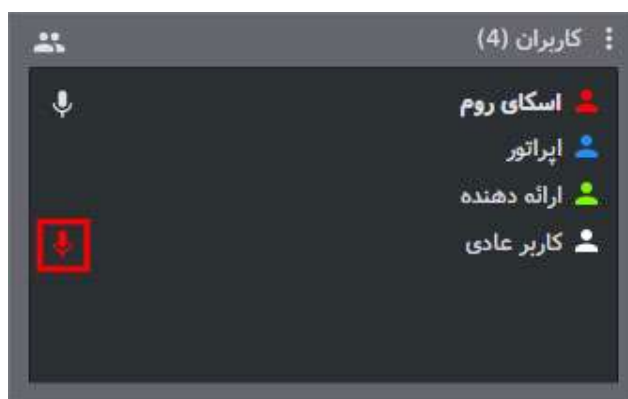 کاربران (4)
اسکای روم
اپراتور
ارائه دهنده
کاربر عادی